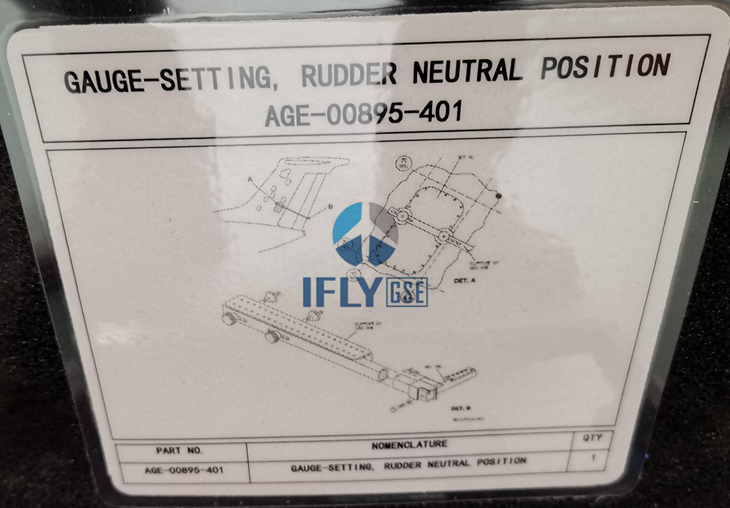 GAUGE-SETTING, RUDDER NEUTRAL POSITION
AGE-00895-401
A
B
DET. A
IFLY GSE
DET. B
PART NO.
NOMENCLATURE
QTY
AGE-00895-401
GAUGE-SETTING, RUDDER NEUTRAL POSITION
1